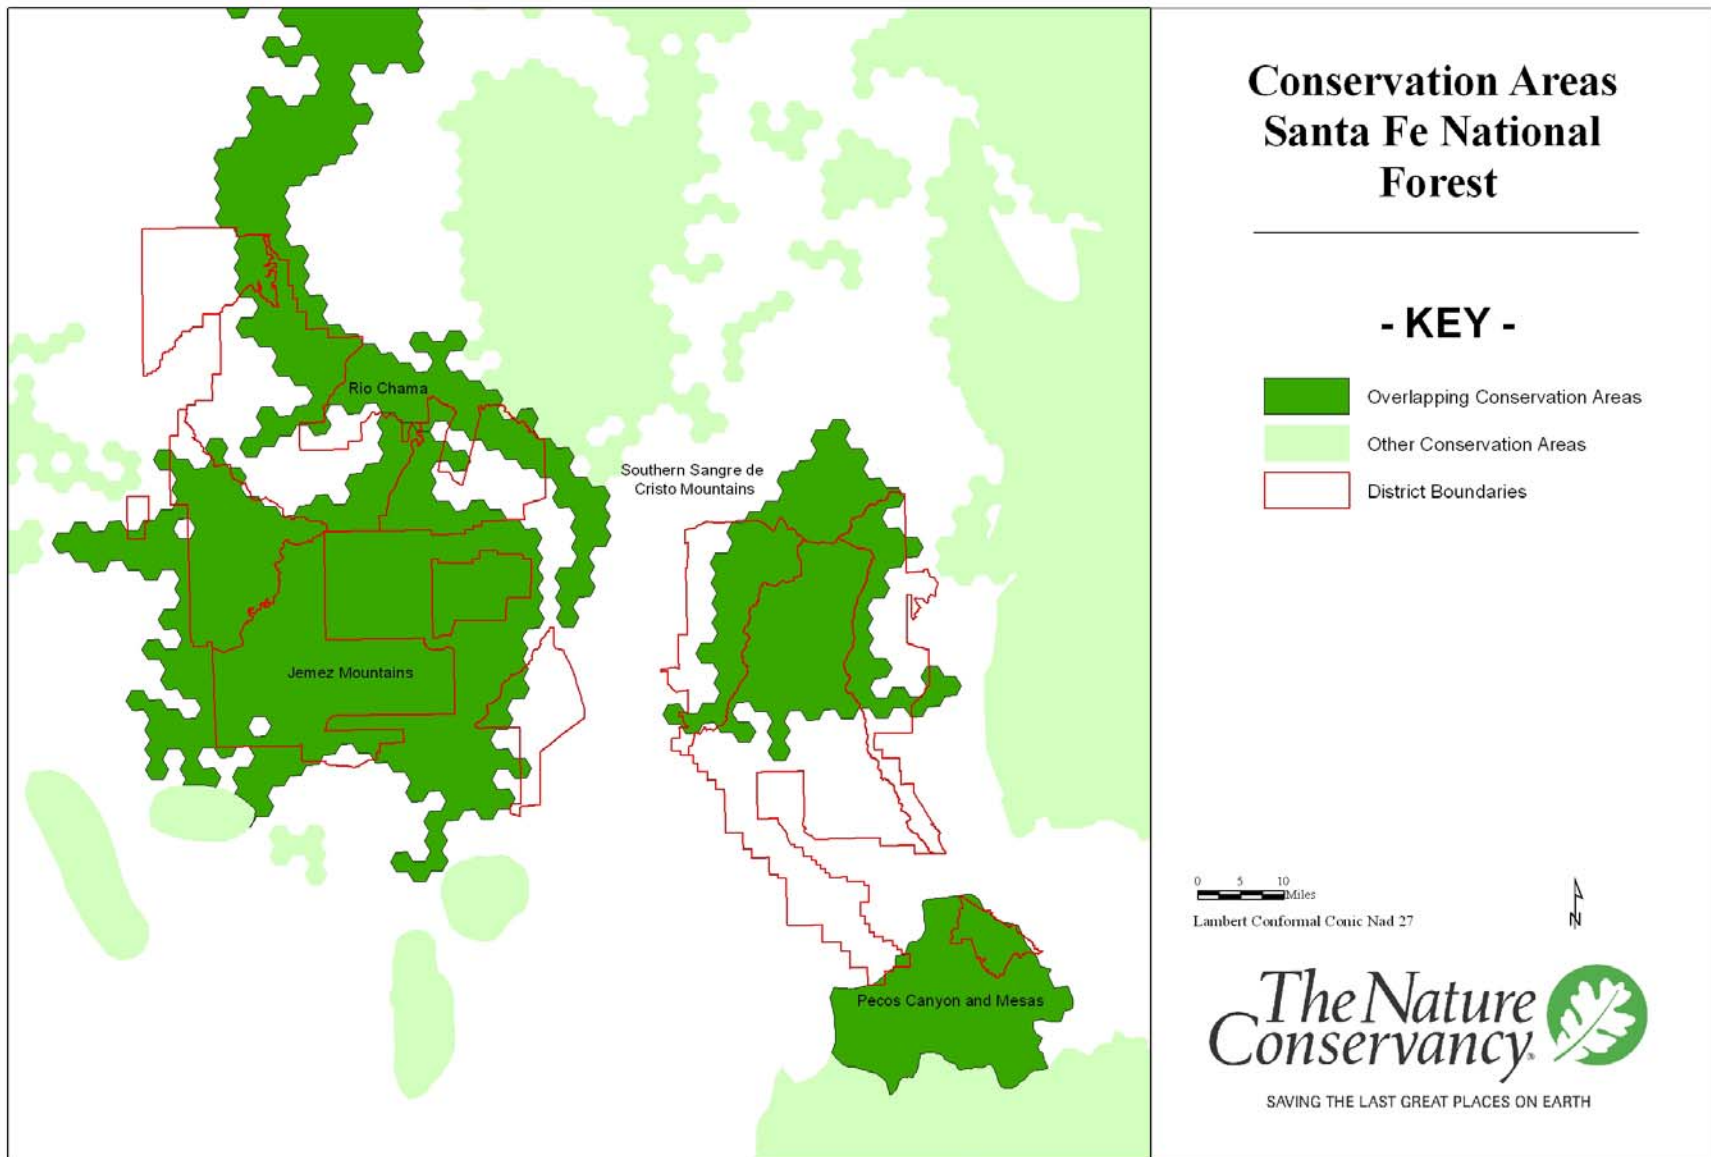 Conservation Areas
Santa Fe National
Forest
- KEY -
Overlapping Conservation Areas
Other Conservation Areas
District Boundaries
Rio Chama
Southern Sangre de
Cristo Mountains
Jemez Mountains
Pecos Canyon and Mesas
0 5 10
Miles
Lambert Conformal Conic Nad 27
N
The Nature
Conservancy®
SAVING THE LAST GREAT PLACES ON EARTH